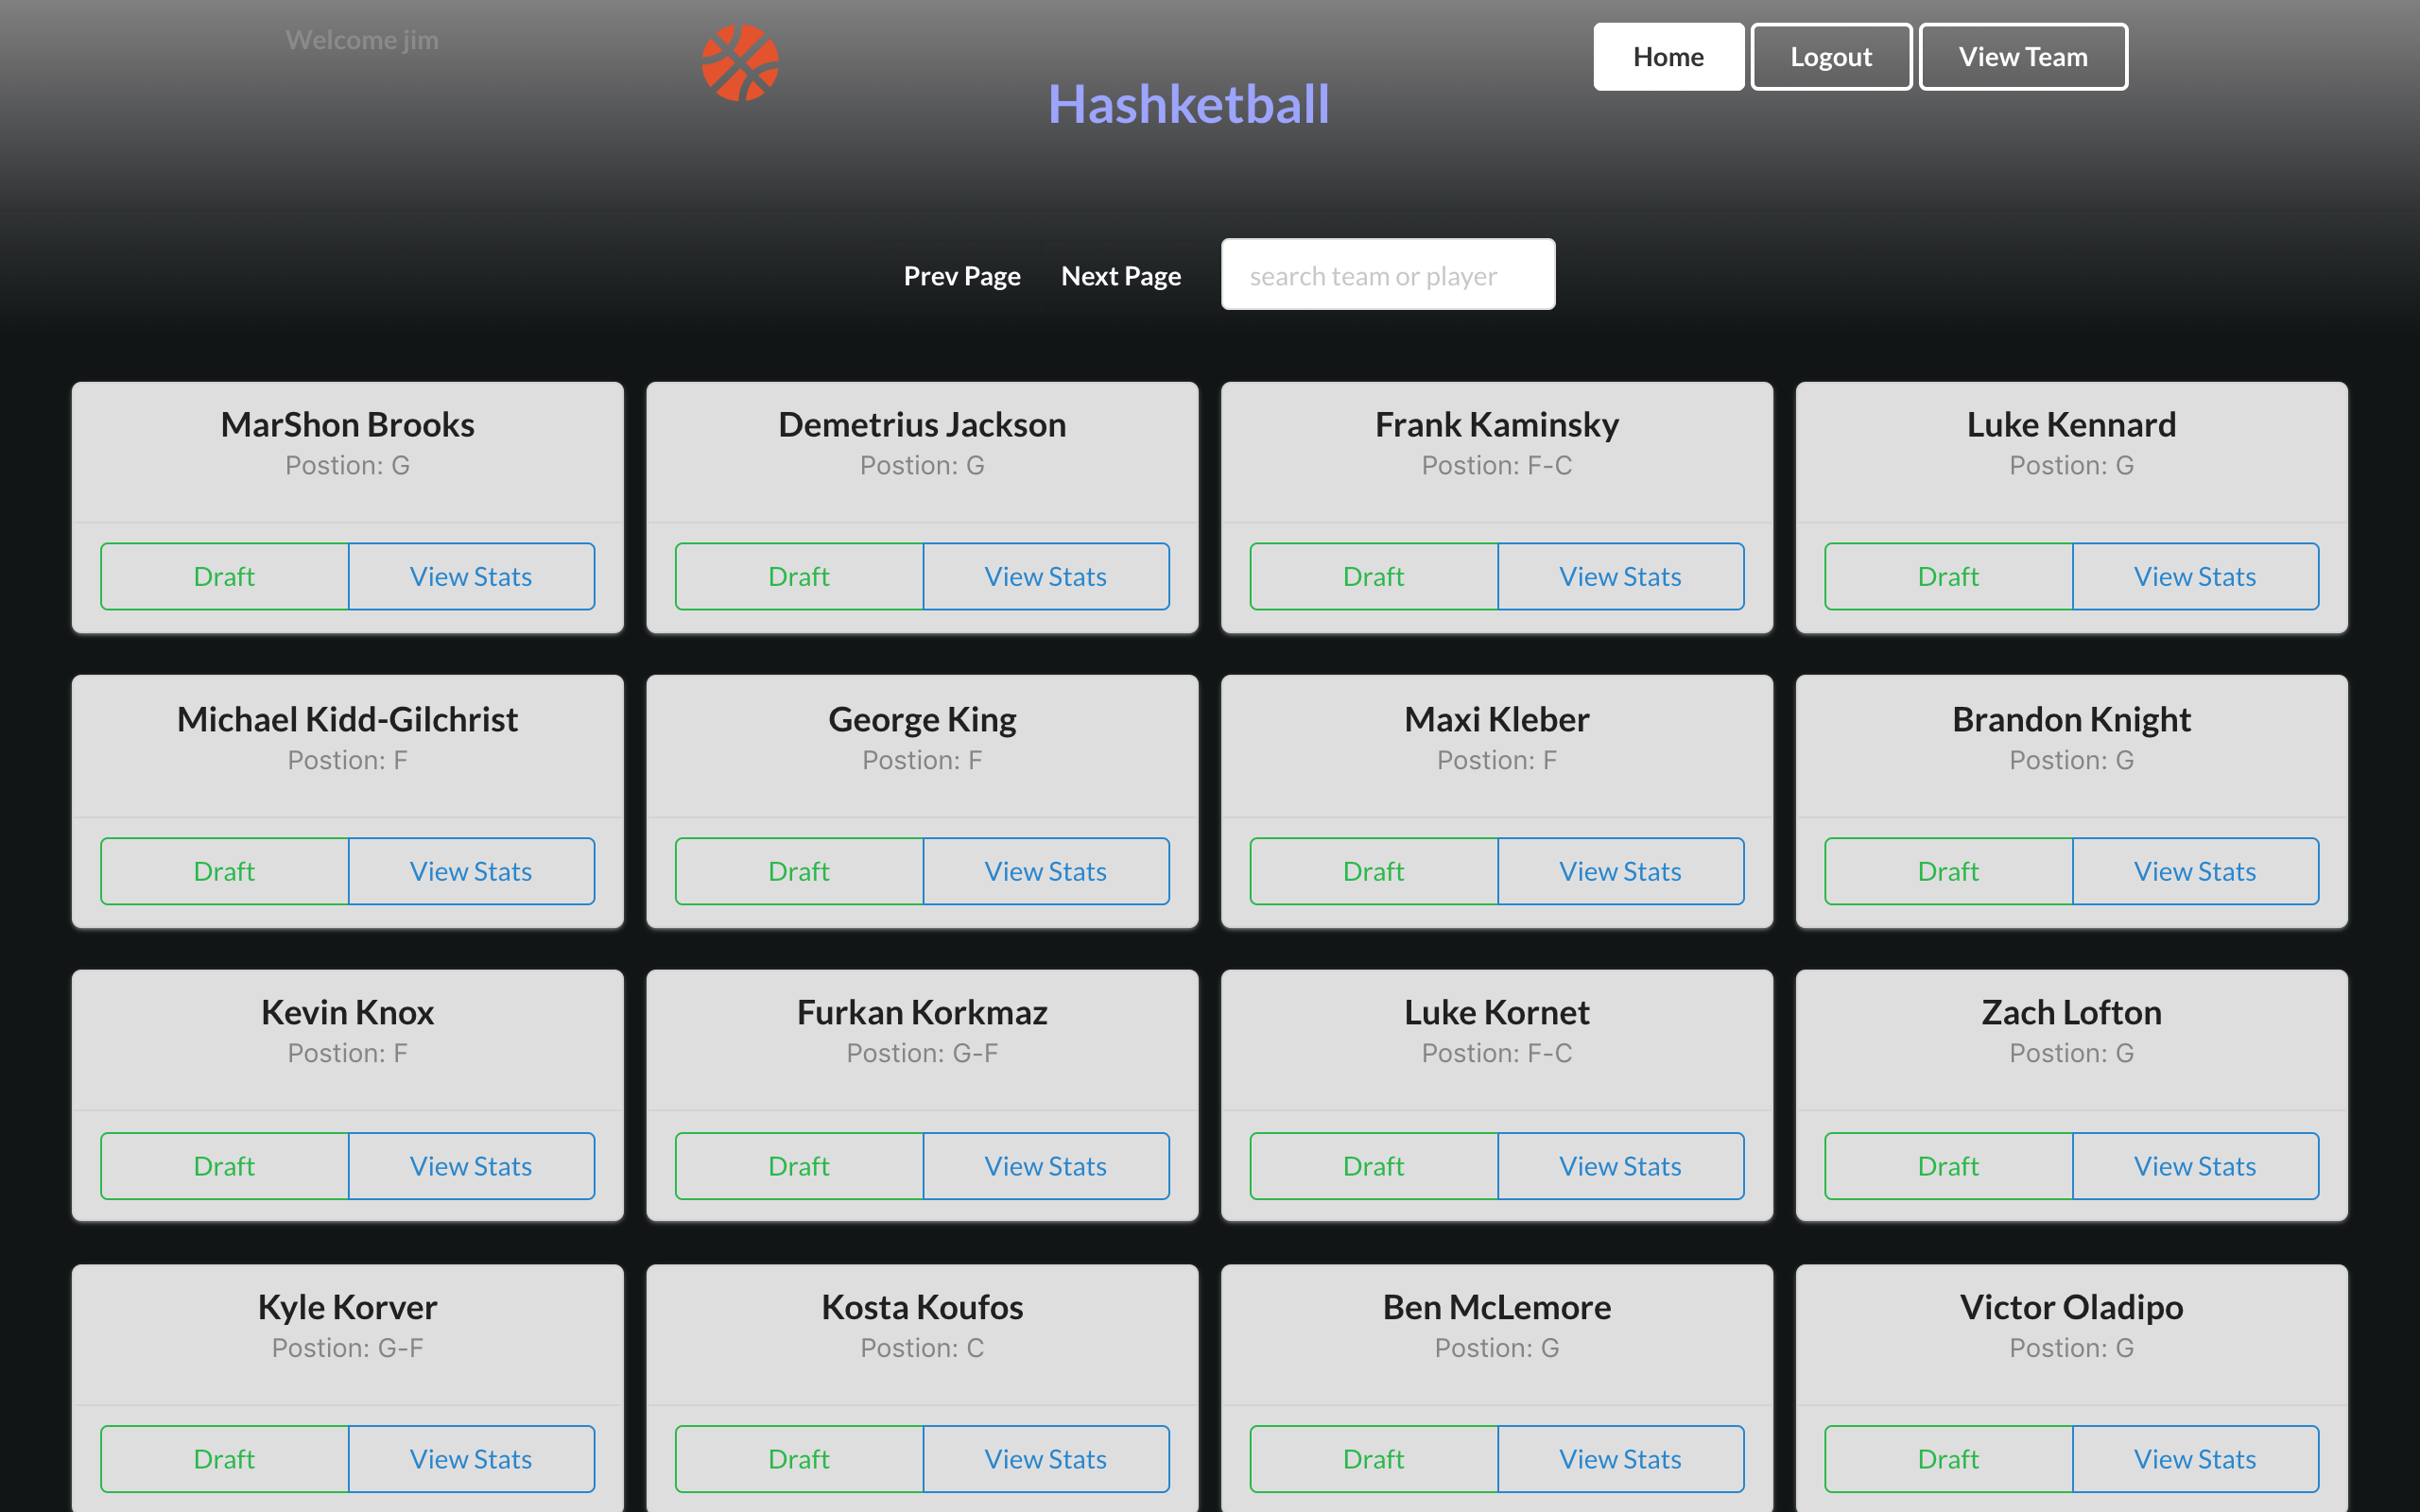 Welcome jim
Hashketball
Home Logout View Team
Prev Page Next Page search team or player
MarShon Brooks
Postion: G
Draft View Stats
Demetrius Jackson
Postion: G
Draft View Stats
Frank Kaminsky
Postion: F-C
Draft View Stats
Luke Kennard
Postion: G
Draft View Stats
Michael Kidd-Gilchrist
Postion: F
Draft View Stats
George King
Postion: F
Draft View Stats
Maxi Kleber
Postion: F
Draft View Stats
Brandon Knight
Postion: G
Draft View Stats
Kevin Knox
Postion: F
Draft View Stats
Furkan Korkmaz
Postion: G-F
Draft View Stats
Luke Kornet
Postion: F-C
Draft View Stats
Zach Lofton
Postion: G
Draft View Stats
Kyle Korver
Postion: G-F
Draft View Stats
Kosta Koufos
Postion: C
Draft View Stats
Ben McLemore
Postion: G
Draft View Stats
Victor Oladipo
Postion: G
Draft View Stats